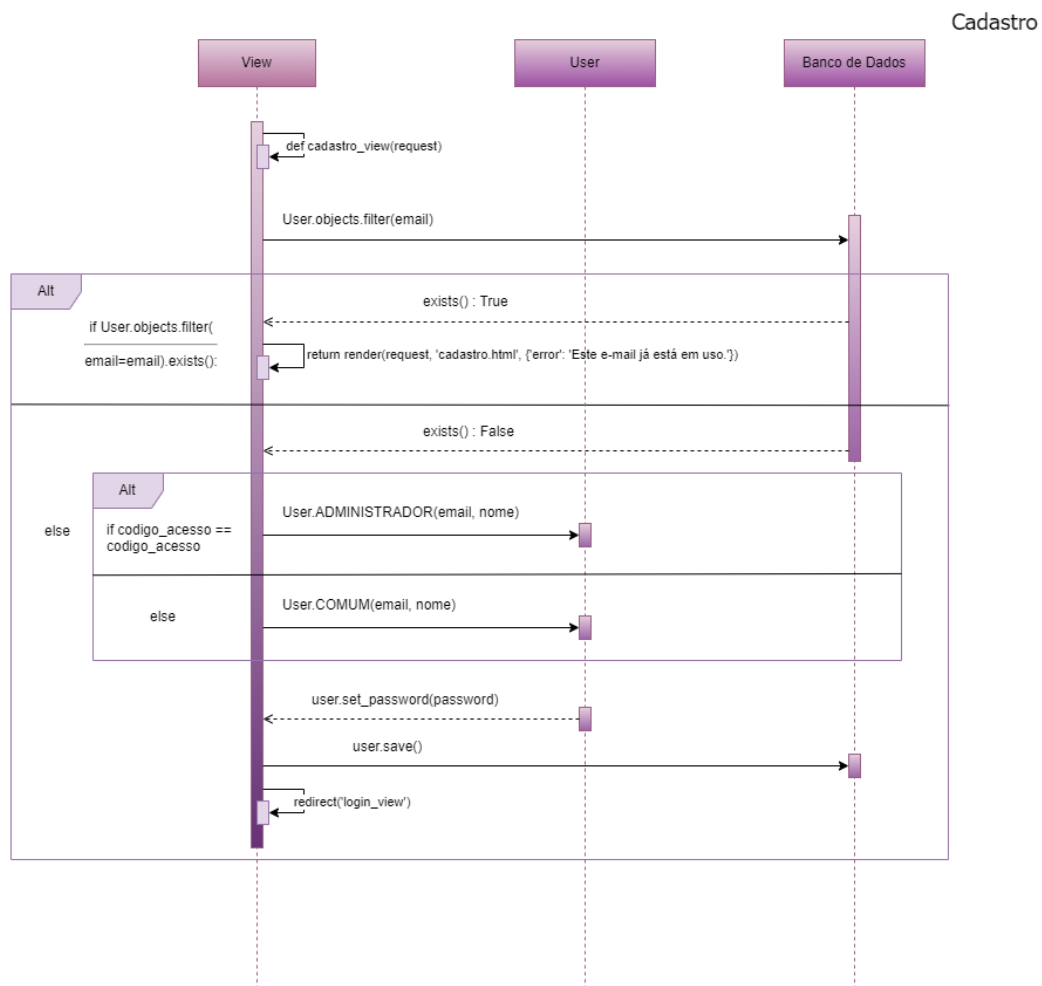 Cadastro
View
User
Banco de Dados
def cadastro_view(request)
User.objects.filter(email)
Alt
exists() : True
if User.objects.filter(
email=email).exists():
return render(request, 'cadastro.html', {'error': 'Este e-mail já está em uso.'})
exists() : False
Alt
else
if codigo_acesso ==
codigo_acesso
User.ADMINISTRADOR(email, nome)
else
User.COMUM(email, nome)
user.set_password(password)
user.save()
redirect('login_view')